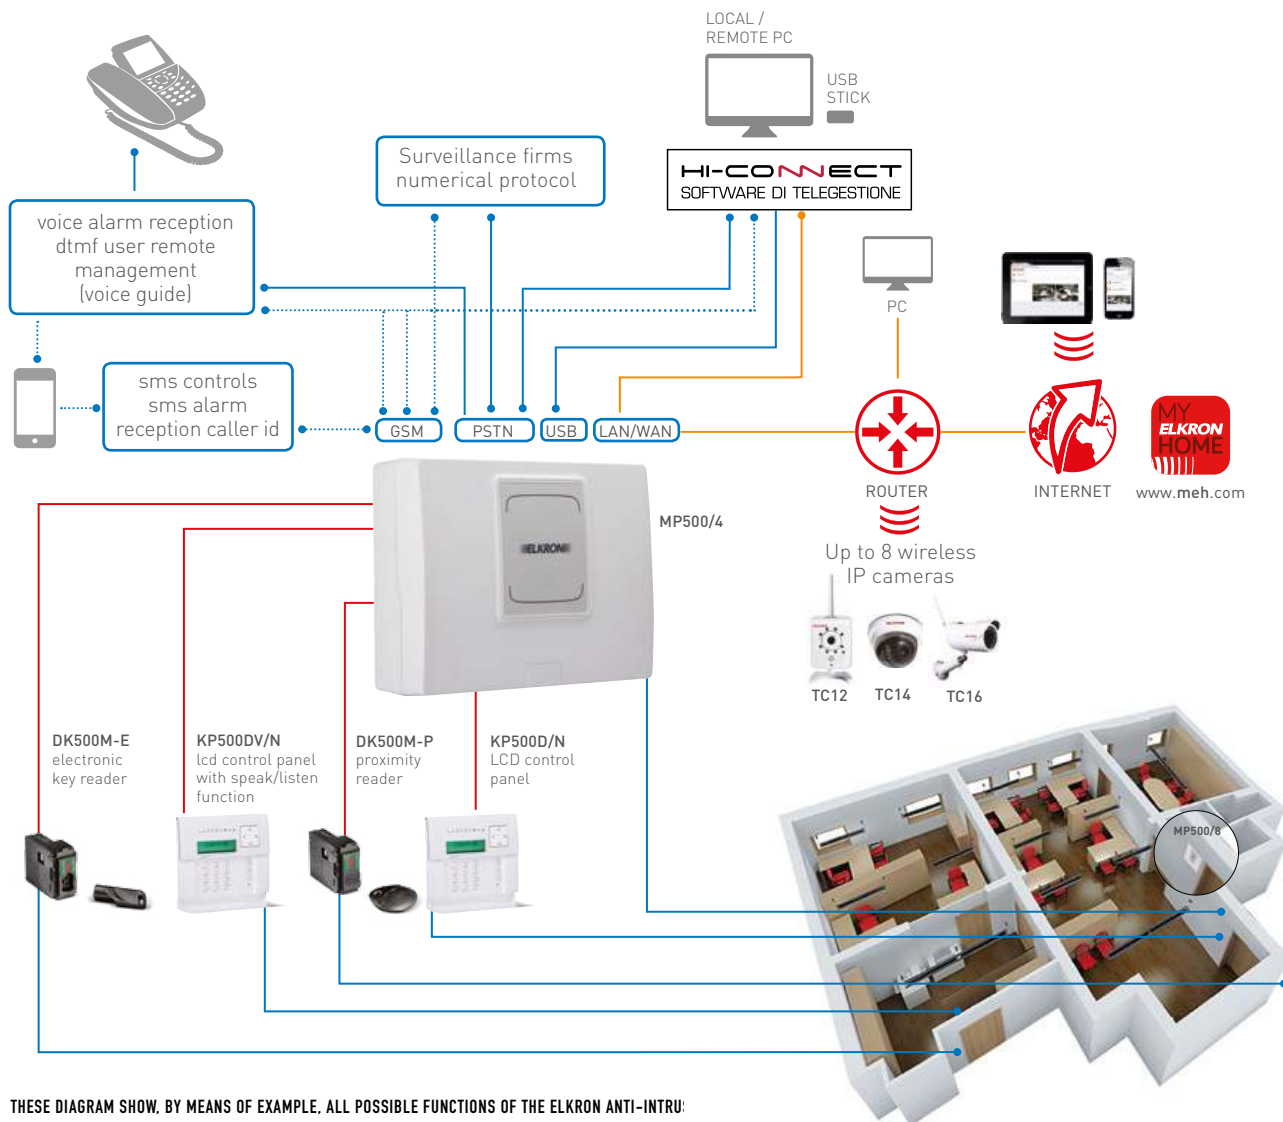 LOCAL /
REMOTE PC
USB
STICK
HI-CONNECT
SOFTWARE DI TELEGESTIONE
Surveillance firms
numerical protocol
voice alarm reception
dtmf user remote
management
(voice guide)
PC
sms controls
sms alarm
reception caller id
GSM
PSTN
USB
LAN/WAN
ROUTER
INTERNET
MY
ELKRON
HOME
www.meh.com
MP500/4
ELKRON
Up to 8 wireless
IP cameras
TC12
TC14
TC16
DK500M-E
electronic
key reader
KP500DV/N
lcd control panel
with speak/listen
function
DK500M-P
proximity
reader
KP500D/N
LCD control
panel
MP500/8
THESE DIAGRAM SHOW, BY MEANS OF EXAMPLE, ALL POSSIBLE FUNCTIONS OF THE ELKRON ANTI-INTRU